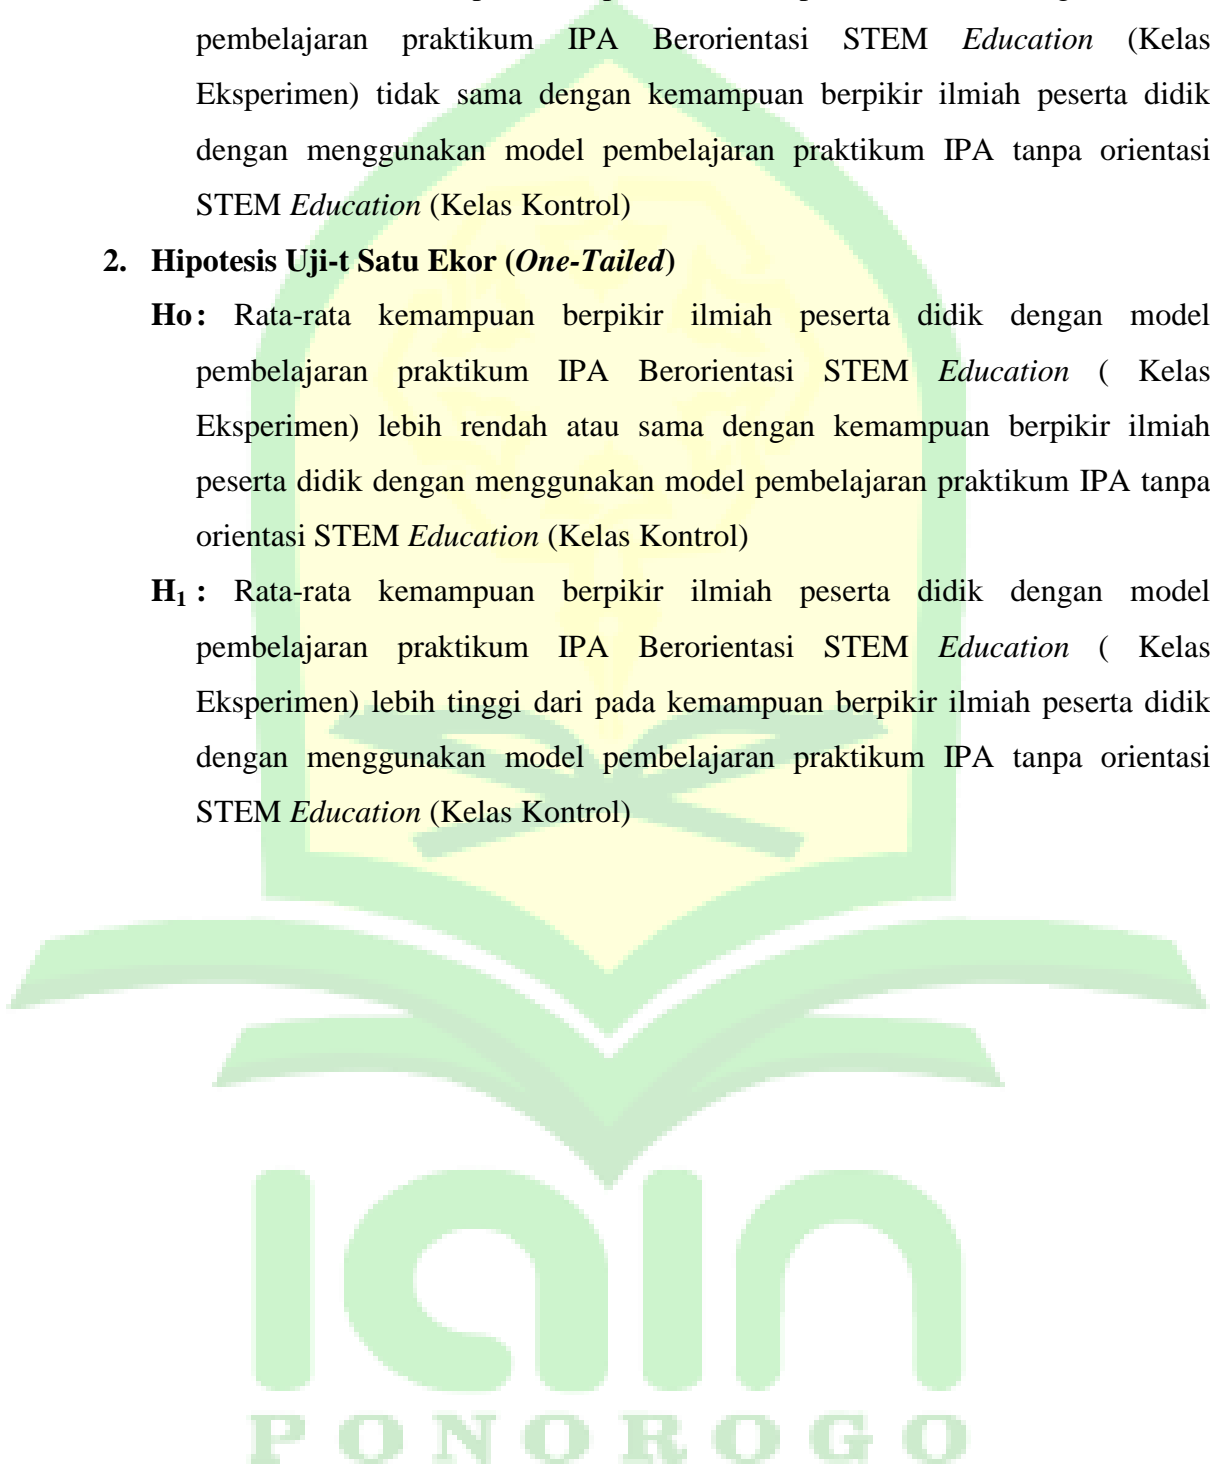 pembelajaran praktikum IPA Berorientasi STEM Education (Kelas
Eksperimen) tidak sama dengan kemampuan berpikir ilmiah peserta didik
dengan menggunakan model pembelajaran praktikum IPA tanpa orientasi
STEM Education (Kelas Kontrol)
2. Hipotesis Uji-t Satu Ekor (One-Tailed)
Ho : Rata-rata kemampuan berpikir ilmiah peserta didik dengan model
pembelajaran praktikum IPA Berorientasi STEM Education ( Kelas
Eksperimen) lebih rendah atau sama dengan kemampuan berpikir ilmiah
peserta didik dengan menggunakan model pembelajaran praktikum IPA tanpa
orientasi STEM Education (Kelas Kontrol)
H₁ : Rata-rata kemampuan berpikir ilmiah peserta didik dengan model
pembelajaran praktikum IPA Berorientasi STEM Education ( Kelas
Eksperimen) lebih tinggi dari pada kemampuan berpikir ilmiah peserta didik
dengan menggunakan model pembelajaran praktikum IPA tanpa orientasi
STEM Education (Kelas Kontrol)
iain
PONOROGO